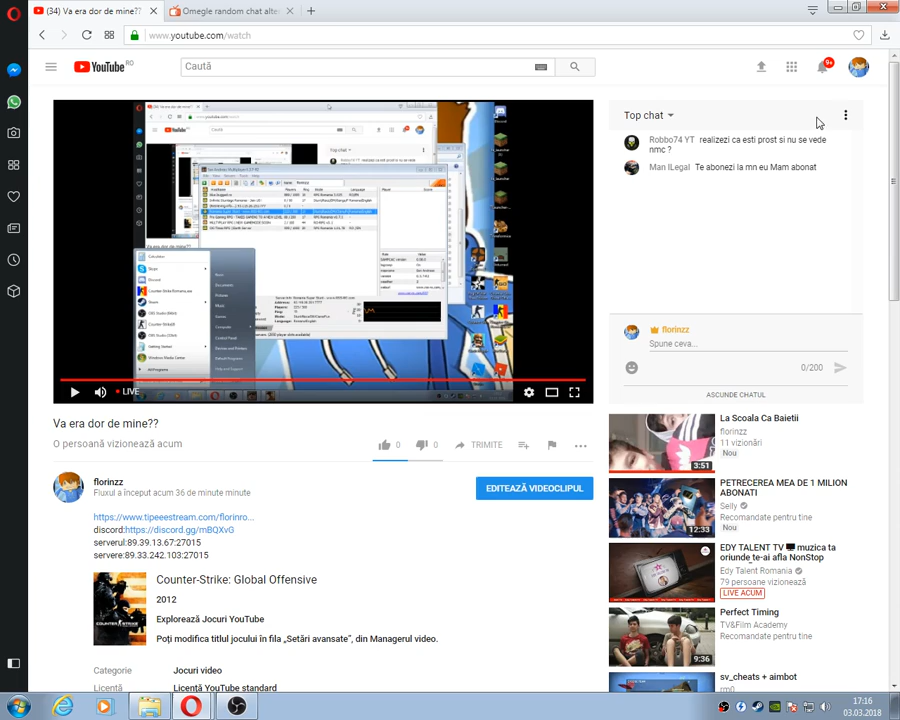 (34) Va era dor de mine??
Omegle random chat alte
www.youtube.com/watch
YouTube RO
Caută
9+
Top chat
Robbo74 YT realizezi ca esti prost si nu se vede
nmc ?
Man ILegal Te abonezi la mn eu Mam abonat
florinzz
Spune ceva...
0/200
ASCUNDE CHATUL
LIVE
Va era dor de mine??
O persoană vizionează acum
0
0
TRIMITE
florinzz
Fluxul a început acum 36 de minute minute
EDITEAZĂ VIDEOCLIPUL
https://www.tipeeestream.com/florinro...
discord:https://discord.gg/mBQXvG
serverul:89.39.13.67:27015
servere:89.33.242.103:27015
Counter-Strike: Global Offensive
2012
Explorează Jocuri YouTube
Poți modifica titlul jocului în fila „Setări avansate”, din Managerul video.
Categorie Jocuri video
Licență Licență YouTube standard
La Scoala Ca Baietii
florinzz
11 vizionări
Nou
3:51
PETRECEREA MEA DE 1 MILION
ABONATI
Selly
Recomandate pentru tine
Nou
12:33
EDY TALENT TV muzica ta
oriunde_te-ai afla NonStop
Edy Talent Romania
79 persoane vizionează
LIVE ACUM
Perfect Timing
TV&Film Academy
Recomandate pentru tine
9:36
sv_cheats + aimbot
rm0
17:16
03.03.2018